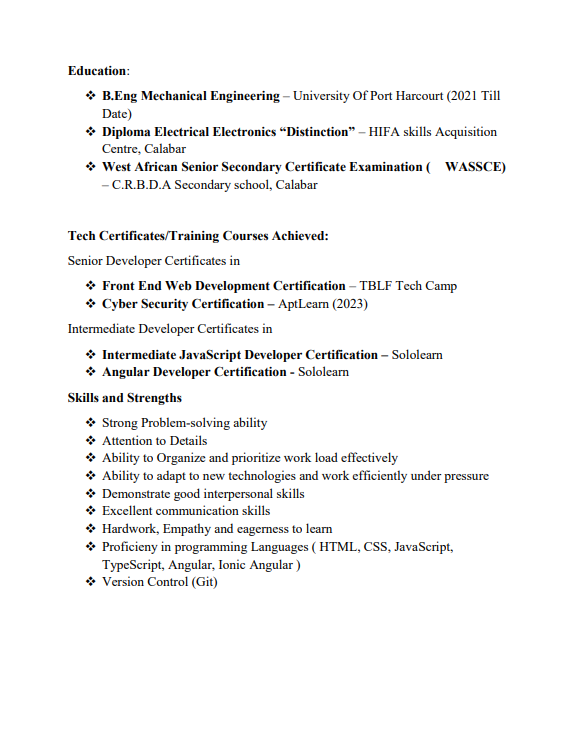 Education:
❖ B.Eng Mechanical Engineering – University Of Port Harcourt (2021 Till
Date)
❖ Diploma Electrical Electronics “Distinction” – HIFA skills Acquisition
Centre, Calabar
❖ West African Senior Secondary Certificate Examination ( WASSCE)
– C.R.B.D.A Secondary school, Calabar
Tech Certificates/Training Courses Achieved:
Senior Developer Certificates in
❖ Front End Web Development Certification – TBLF Tech Camp
❖ Cyber Security Certification – AptLearn (2023)
Intermediate Developer Certificates in
❖ Intermediate JavaScript Developer Certification – Sololearn
❖ Angular Developer Certification - Sololearn
Skills and Strengths
❖ Strong Problem-solving ability
❖ Attention to Details
❖ Ability to Organize and prioritize work load effectively
❖ Ability to adapt to new technologies and work efficiently under pressure
❖ Demonstrate good interpersonal skills
❖ Excellent communication skills
❖ Hardwork, Empathy and eagerness to learn
❖ Proficieny in programming Languages ( HTML, CSS, JavaScript,
TypeScript, Angular, Ionic Angular )
❖ Version Control (Git)